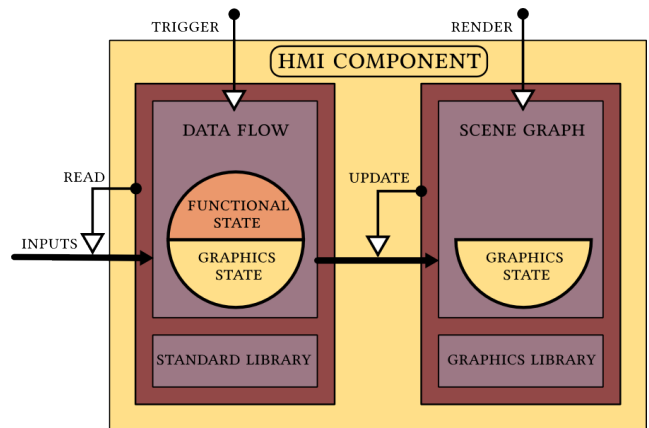 TRIGGER
RENDER
HMI COMPONENT
DATA FLOW
SCENE GRAPH
READ
UPDATE
FUNCTIONAL
STATE
INPUTS
GRAPHICS
STATE
GRAPHICS
STATE
STANDARD LIBRARY
GRAPHICS LIBRARY